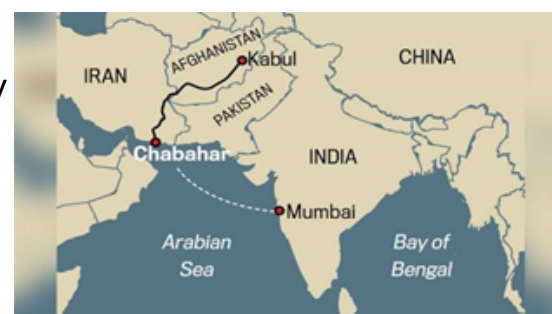 AFGHANISTAN
Kabul
CHINA
IRAN
PAKISTAN
Chabahar
INDIA
Mumbai
Arabian
Sea
Bay of
Bengal